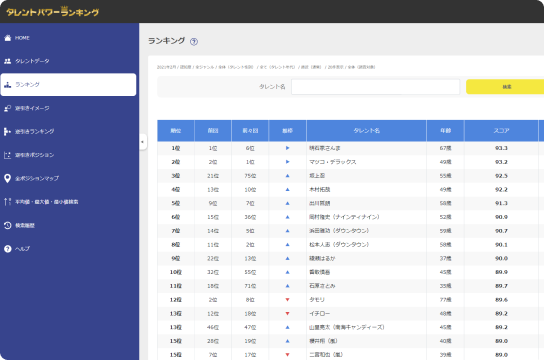 タレントパワーランキング
HOME
タレントデータ
ランキング
逆引きイメージ
逆引きランキング
逆引きポジション
全ポジションマップ
平均値・最大値・最小値検索
検索履歴
ヘルプ
ランキング ?
タレント名 検索
順位 前回 前々回 推移 タレント名 年齢 スコア
1位 1位 6位 ▶ 明石家さんま 67歳 93.3
2位 2位 1位 ▶ マツコ・デラックス 49歳 93.2
3位 21位 75位 ▲ 坂上忍 55歳 92.5
4位 13位 10位 ▲ 木村拓哉 49歳 92.2
5位 9位 7位 ▲ 出川哲朗 58歳 91.3
6位 15位 36位 ▲ 岡村隆史（ナインティナイン） 52歳 90.9
7位 14位 5位 ▲ 浜田雅功（ダウンタウン） 59歳 90.7
8位 11位 2位 ▲ 松本人志（ダウンタウン） 58歳 90.1
9位 22位 13位 ▲ 綾瀬はるか 37歳 90.0
10位 32位 55位 ▲ 香取慎吾 45歳 89.9
11位 18位 71位 ▲ 石原さとみ 35歳 89.7
12位 2位 8位 ▼ タモリ 77歳 89.6
13位 12位 18位 ▼ イチロー 48歳 89.2
13位 46位 47位 ▲ 山里亮太（南海キャンディーズ） 45歳 89.2
15位 28位 19位 ▲ 櫻井翔（嵐） 40歳 89.0
15位 7位 17位 ▼ 二宮和也（嵐） 39歳 89.0